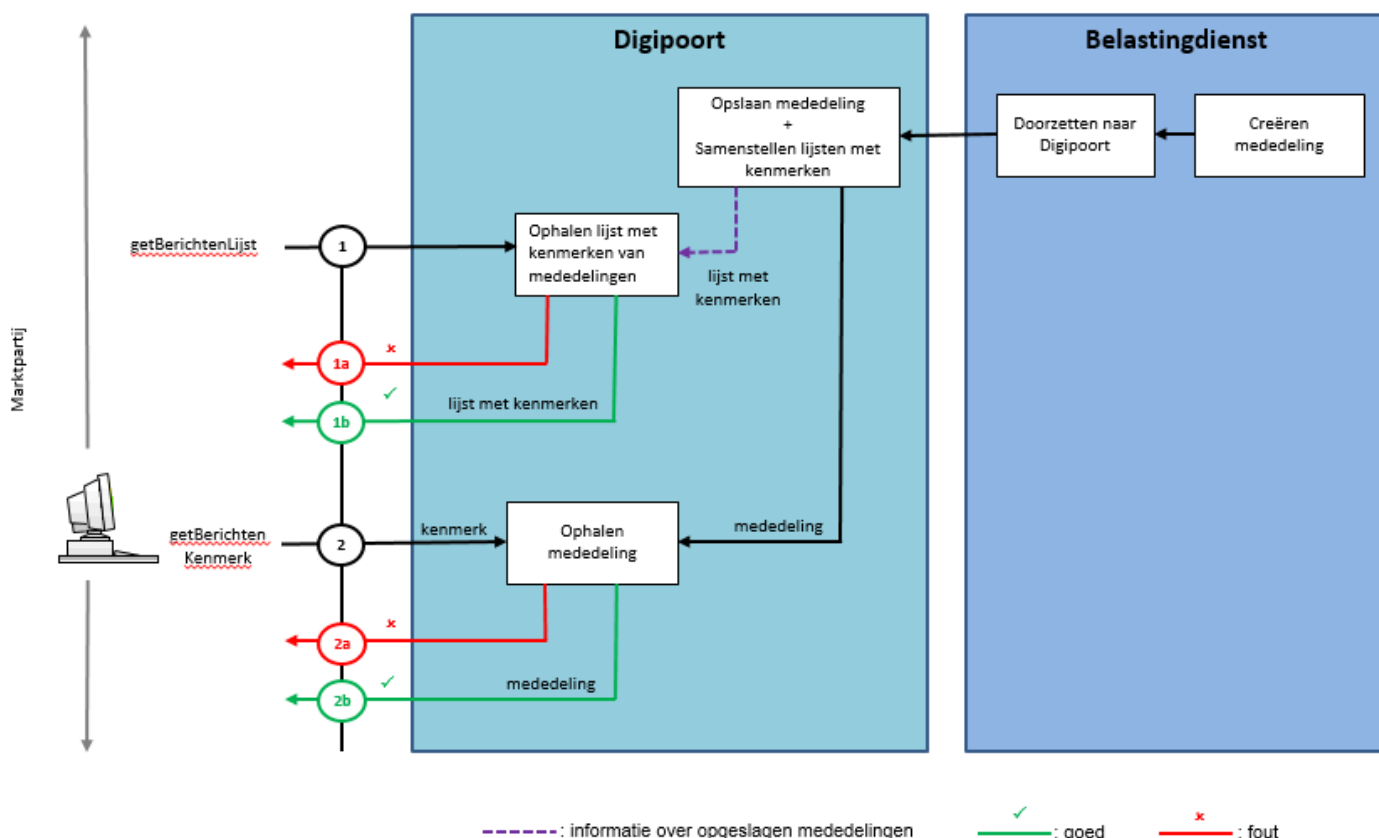 Digipoort
Belastingdienst
Opslaan mededeling
+
Samenstellen lijsten met
kenmerken
Doorzetten naar
Digipoort
Creëren
mededeling
getBerichtenLijst
1
Ophalen lijst met
kenmerken van
mededelingen
lijst met
kenmerken
Marktpartij
1a
1b
lijst met kenmerken
getBerichten
Kenmerk
2
kenmerk
Ophalen
mededeling
mededeling
2a
2b
mededeling
: informatie over opgeslagen mededelingen
: goed
: fout